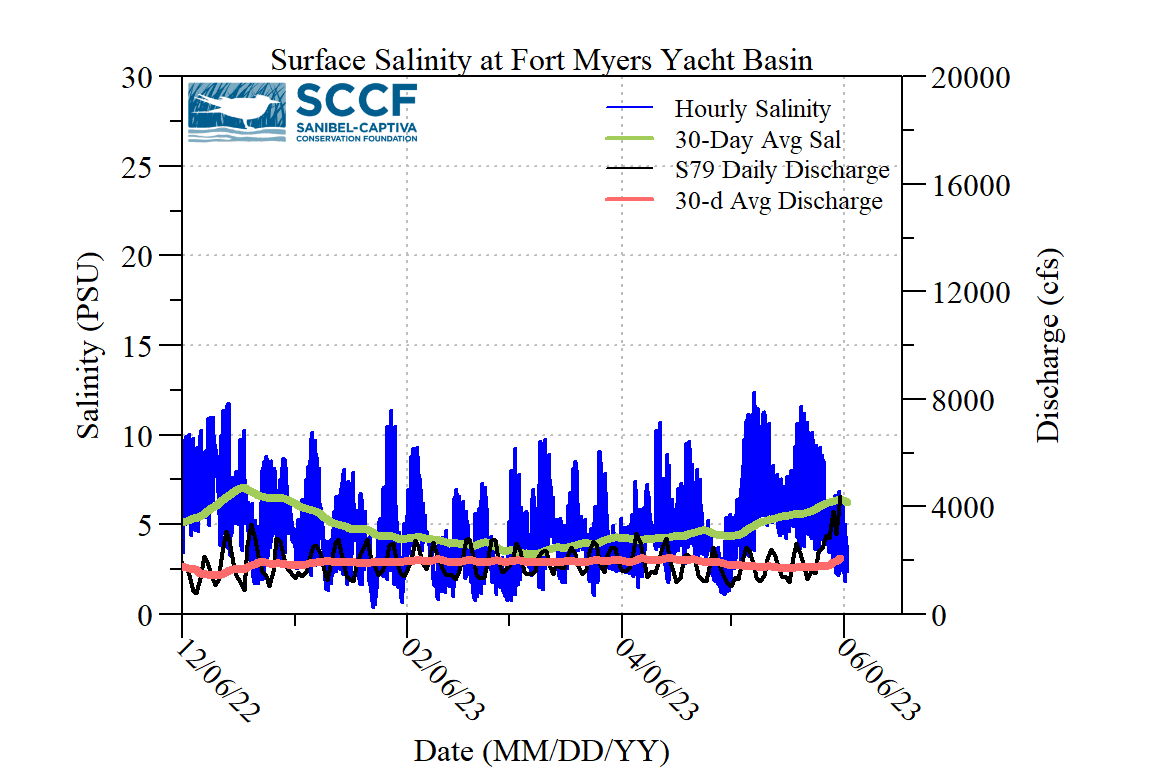 Surface Salinity at Fort Myers Yacht Basin
SCCF
SANIBEL-CAPTIVA
CONSERVATION FOUNDATION
Hourly Salinity
30-Day Avg Sal
S79 Daily Discharge
30-d Avg Discharge
30
25
20
15
10
5
0
Salinity (PSU)
20000
16000
12000
8000
4000
0
Discharge (cfs)
12/06/22
02/06/23
04/06/23
06/06/23
Date (MM/DD/YY)